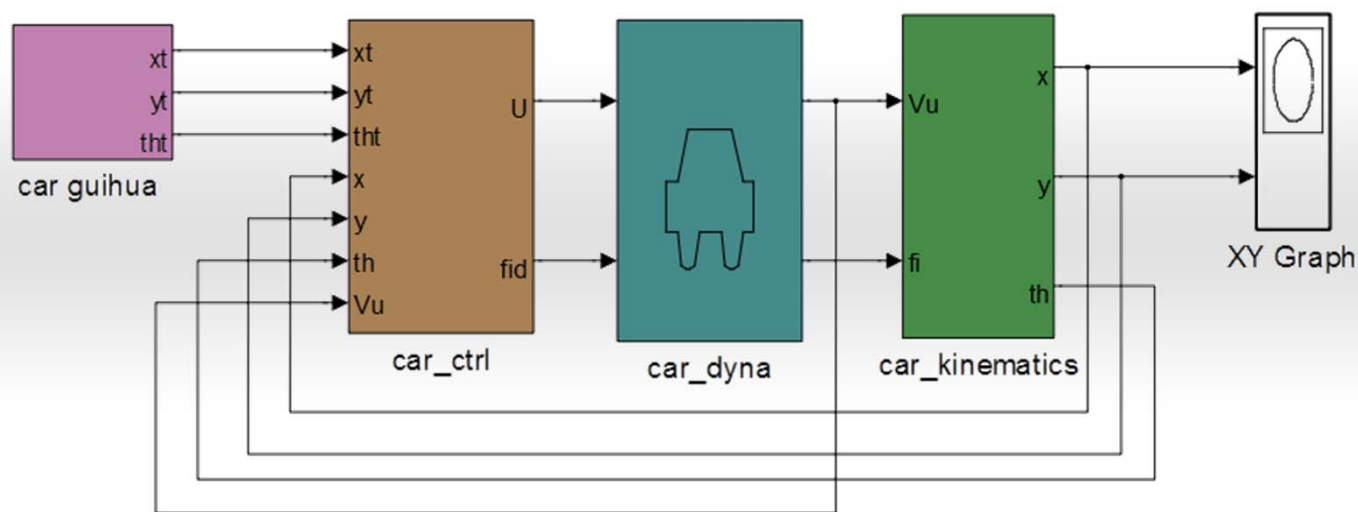 xt
yt
tht
car guihua
xt
yt
tht
x
y
th
Vu
U
fid
car_ctrl
car_dyna
Vu
fi
x
y
th
car_kinematics
XY Graph